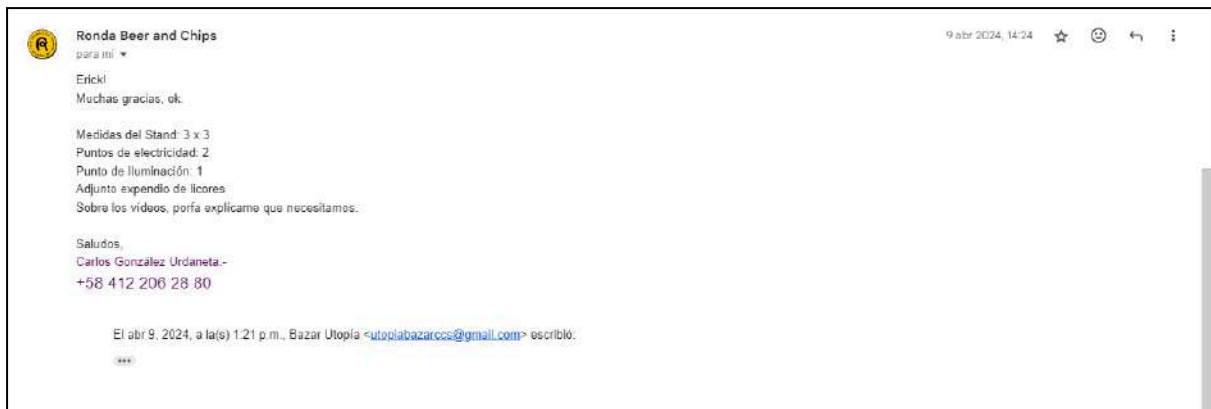 Ronda Beer and Chips
9 abr 2024, 14:24
para mí
Erick!
Muchas gracias, ok.
Medidas del Stand: 3 x 3
Puntos de electricidad: 2
Punto de Iluminación: 1
Adjunto expendio de licores
Sobre los vídeos, porfa explícame que necesitamos.
Saludos,
Carlos González Urdaneta.-
+58 412 206 28 80
El abr 9, 2024, a la(s) 1:21 p.m., Bazar Utopía <utopiabazarccs@gmail.com> escribió: